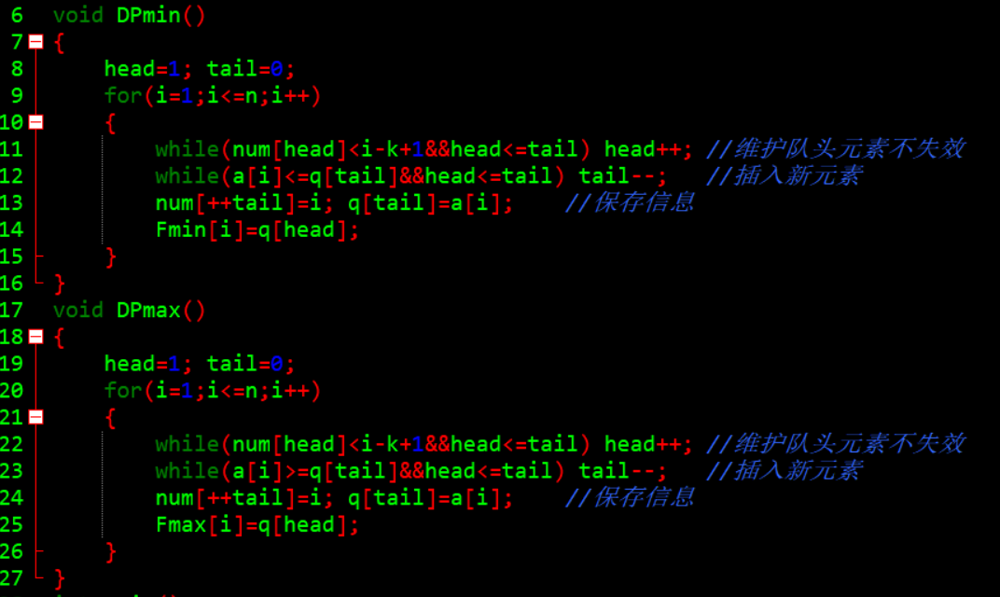 6 void DPmin()
7 {
8 head=1; tail=0;
9 for(i=1;i<=n;i++)
10 {
11 while(num[head]<i-k+1&&head<=tail) head++; //维护队头元素不失效
12 while(a[i]<=q[tail]&&head<=tail) tail--; //插入新元素
13 num[++tail]=i; q[tail]=a[i]; //保存信息
14 Fmin[i]=q[head];
15 }
16 }
17 void DPmax()
18 {
19 head=1; tail=0;
20 for(i=1;i<=n;i++)
21 {
22 while(num[head]<i-k+1&&head<=tail) head++; //维护队头元素不失效
23 while(a[i]>=q[tail]&&head<=tail) tail--; //插入新元素
24 num[++tail]=i; q[tail]=a[i]; //保存信息
25 Fmax[i]=q[head];
26 }
27 }